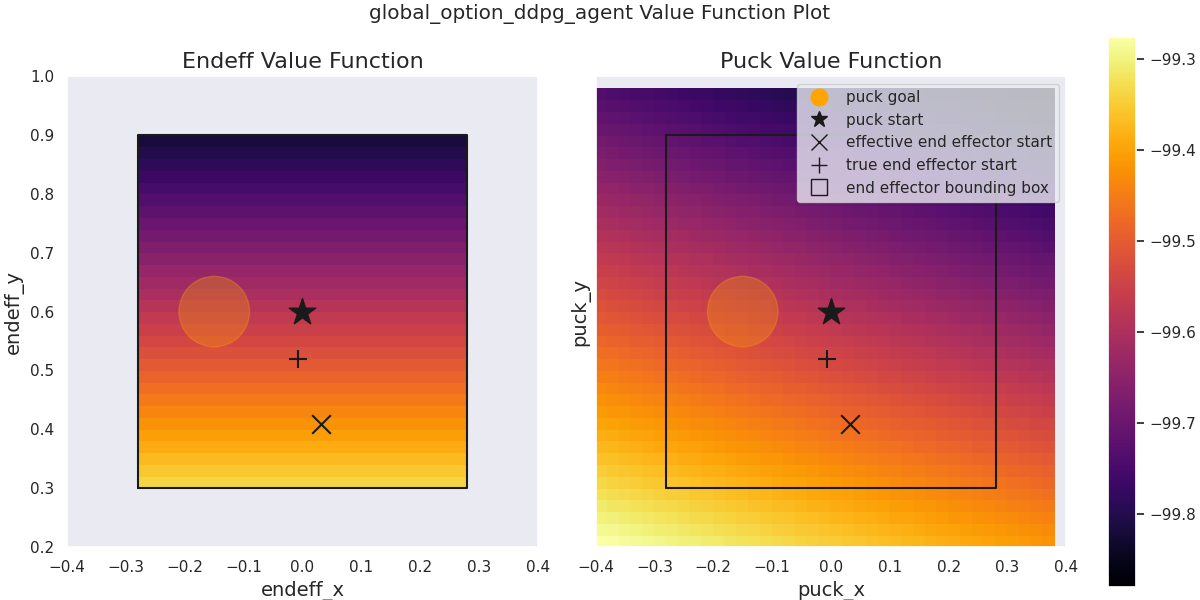 global_option_ddpg_agent Value Function Plot
Endeff Value Function
Puck Value Function
puck goal
puck start
effective end effector start
true end effector start
end effector bounding box
1.0
0.9
0.8
0.7
0.6
0.5
0.4
0.3
0.2
endeff_y
−0.4 −0.3 −0.2 −0.1 0.0 0.1 0.2 0.3 0.4
endeff_x
puck_y
−0.4 −0.3 −0.2 −0.1 0.0 0.1 0.2 0.3 0.4
puck_x
−99.3
−99.4
−99.5
−99.6
−99.7
−99.8